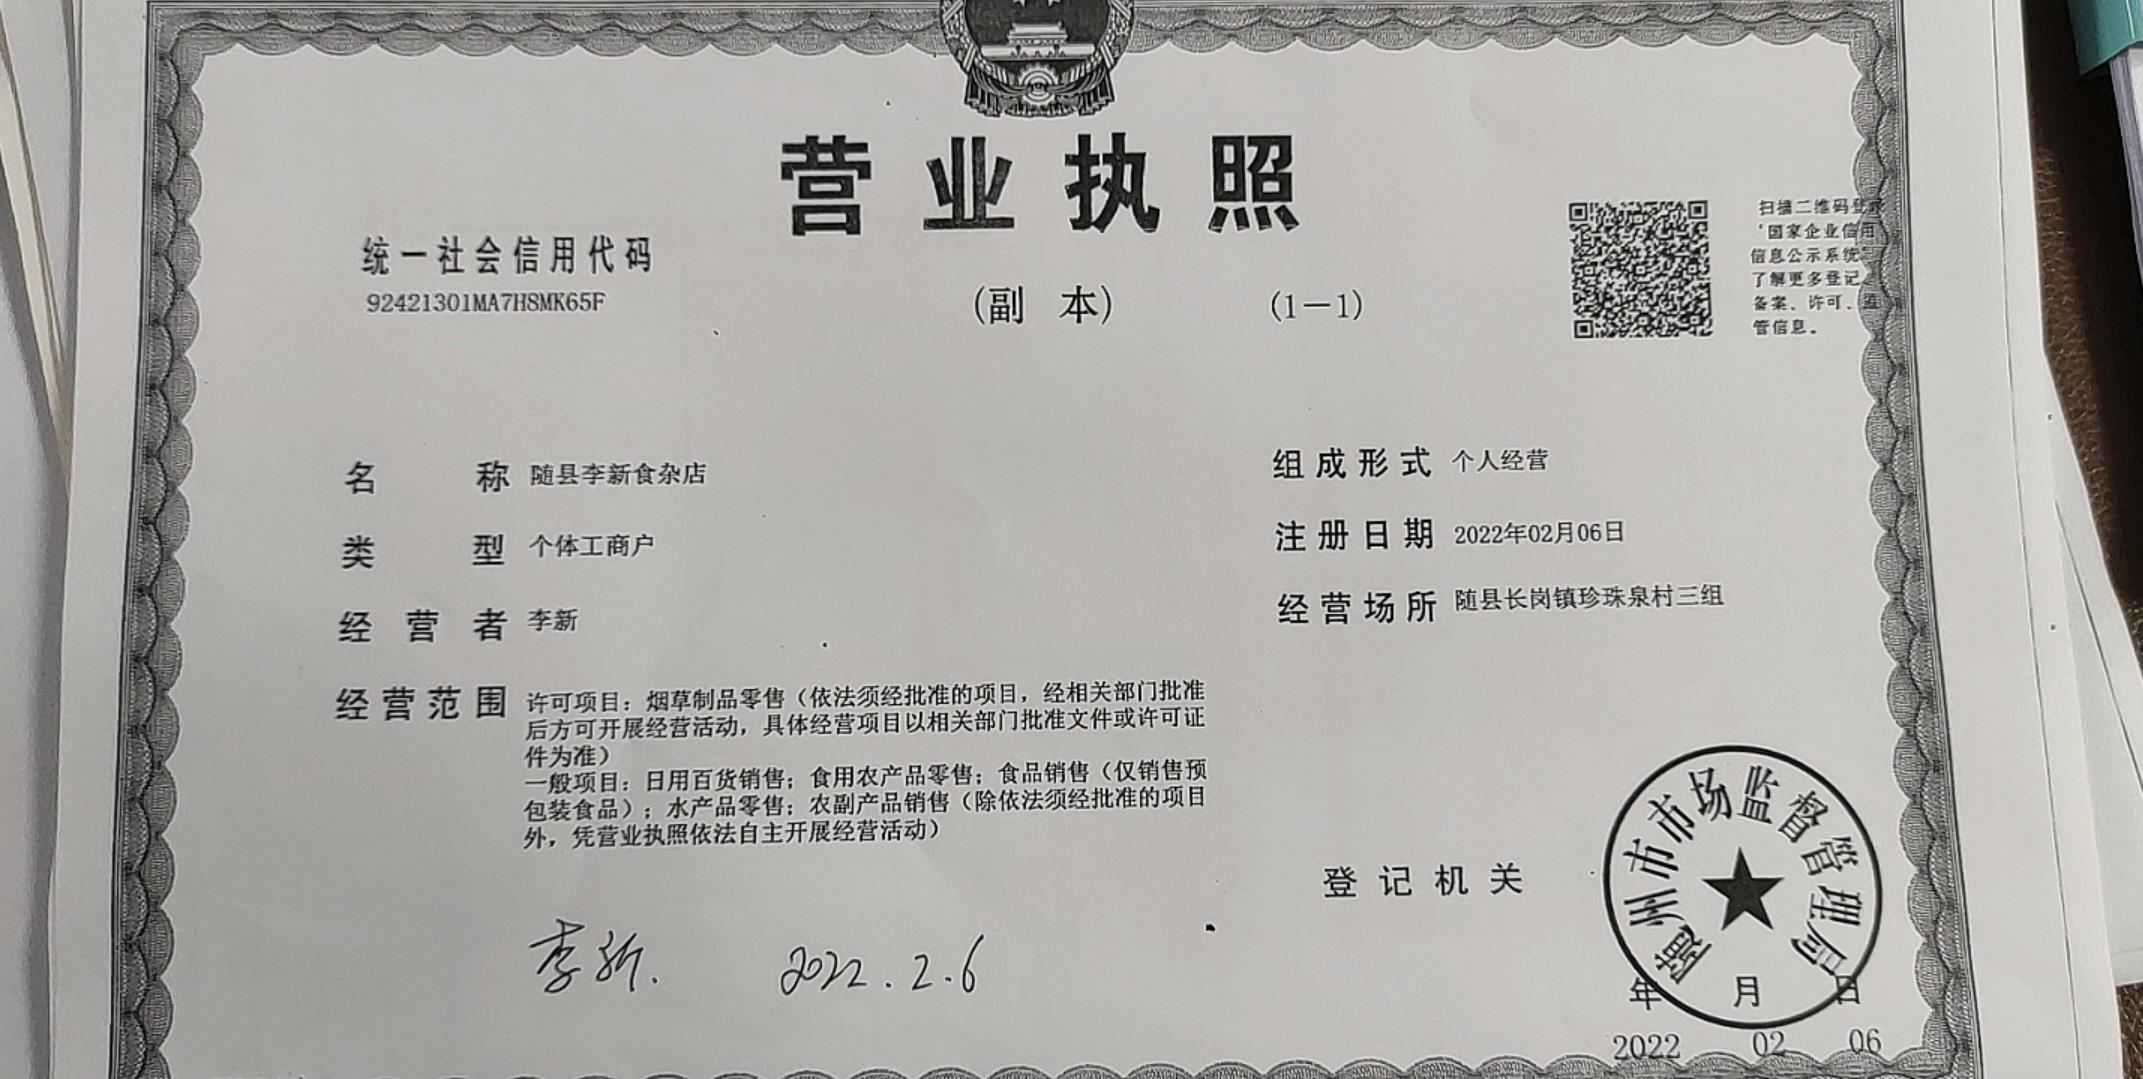 营业执照
统一社会信用代码
92421301MA7H8MK65F
(副 本)
(1-1)
扫描二维码登录
'国家企业信用
信息公示系统'
了解更多登记、
备案、许可、监
管信息。
名 称 随县李新食杂店
类 型 个体工商户
经 营 者 李新
经营范围 许可项目：烟草制品零售（依法须经批准的项目，经相关部门批准
后方可开展经营活动，具体经营项目以相关部门批准文件或许可证
件为准）
一般项目：日用百货销售；食用农产品零售；食品销售（仅销售预
包装食品）；水产品零售；农副产品销售（除依法须经批准的项目
外，凭营业执照依法自主开展经营活动）
组成形式 个人经营
注册日期 2022年02月06日
经营场所 随县长岗镇珍珠泉村三组
李新. 2022.2.6
登记机关
随州市市场监督管理局
年 月 日
2022 02 06